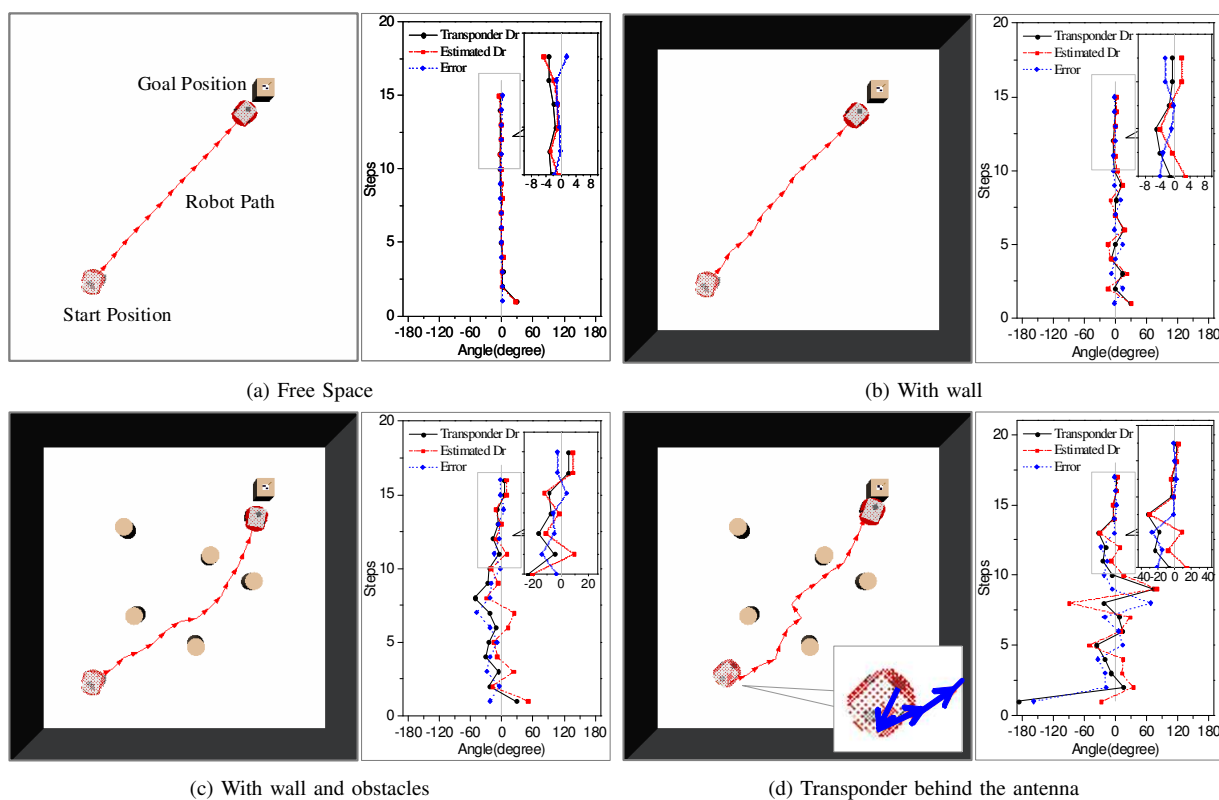 Goal Position
Robot Path
Start Position
Steps
20
15
10
5
0
Transponder Dr
Estimated Dr
Error
-8 -4 0 4 8
-180 -120 -60 0 60 120 180
Angle(degree)
(a) Free Space
Steps
20
15
10
5
0
Transponder Dr
Estimated Dr
Error
-8 -4 0 4 8
-180 -120 -60 0 60 120 180
Angle(degree)
(b) With wall
Steps
20
15
10
5
0
Transponder Dr
Estimated Dr
Error
-20 0 20
-180 -120 -60 0 60 120 180
Angle(degree)
(c) With wall and obstacles
Steps
20
15
10
5
0
Transponder Dr
Estimated Dr
Error
-40 -20 0 20 40
-180 -120 -60 0 60 120 180
Angle(degree)
(d) Transponder behind the antenna